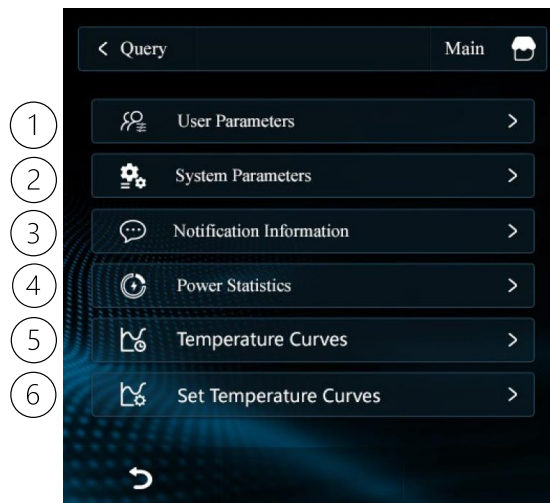 Query Main
1 User Parameters
2 System Parameters
3 Notification Information
4 Power Statistics
5 Temperature Curves
6 Set Temperature Curves